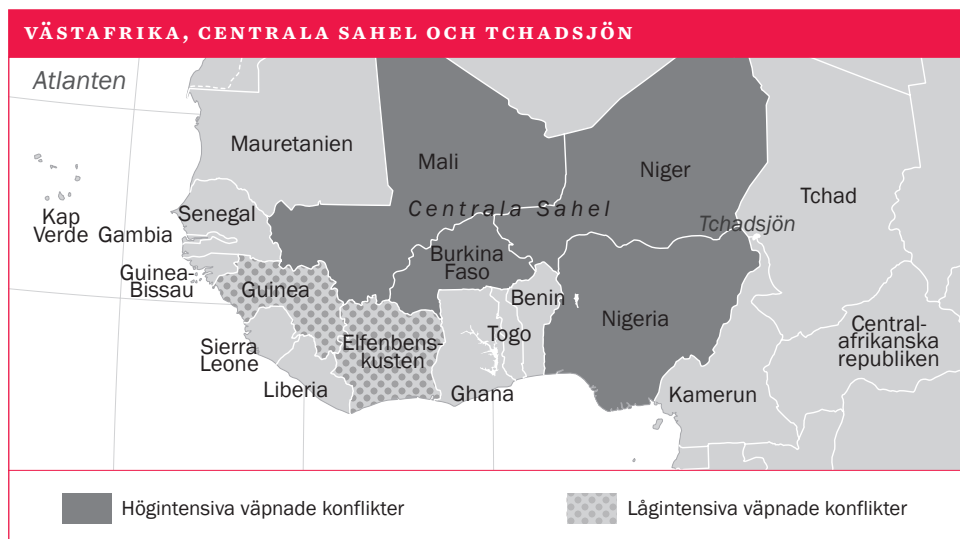 VÄSTAFRIKA, CENTRALA SAHEL OCH TCHADSJÖN
Atlanten
Mauretanien
Mali
Niger
Tchad
Centrala Sahel
Senegal
Kap
Verde
Gambia
Tchadsjön
Burkina
Faso
Guinea-
Bissau
Guinea
Benin
Nigeria
Togo
Elfenbens-
kusten
Central-
afrikanska
republiken
Sierra
Leone
Liberia
Ghana
Kamerun
Högintensiva väpnade konflikter
Lågintensiva väpnade konflikter